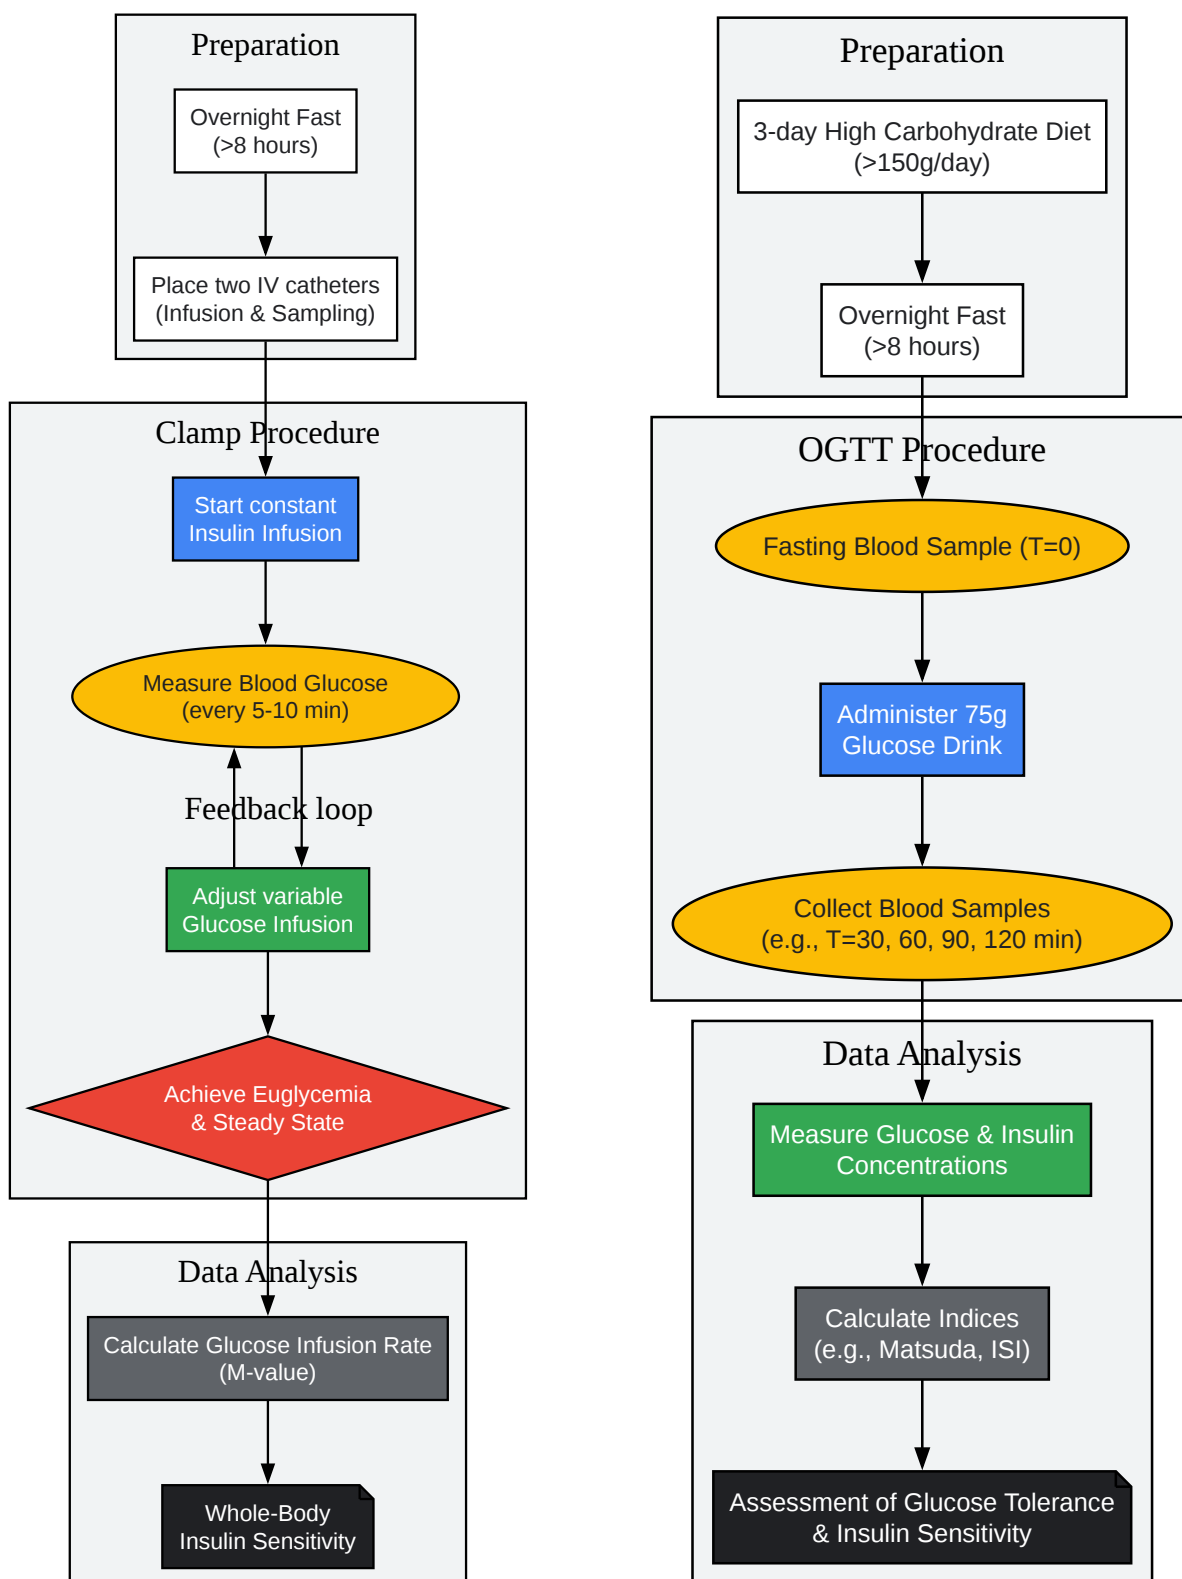 Preparation
Overnight Fast
(>8 hours)
Place two IV catheters
(Infusion & Sampling)
Clamp Procedure
Start constant
Insulin Infusion
Measure Blood Glucose
(every 5-10 min)
Feedback loop
Adjust variable
Glucose Infusion
Achieve Euglycemia
& Steady State
Data Analysis
Calculate Glucose Infusion Rate
(M-value)
Whole-Body
Insulin Sensitivity
Preparation
3-day High Carbohydrate Diet
(>150g/day)
Overnight Fast
(>8 hours)
OGTT Procedure
Fasting Blood Sample (T=0)
Administer 75g
Glucose Drink
Collect Blood Samples
(e.g., T=30, 60, 90, 120 min)
Data Analysis
Measure Glucose & Insulin
Concentrations
Calculate Indices
(e.g., Matsuda, ISI)
Assessment of Glucose Tolerance
& Insulin Sensitivity